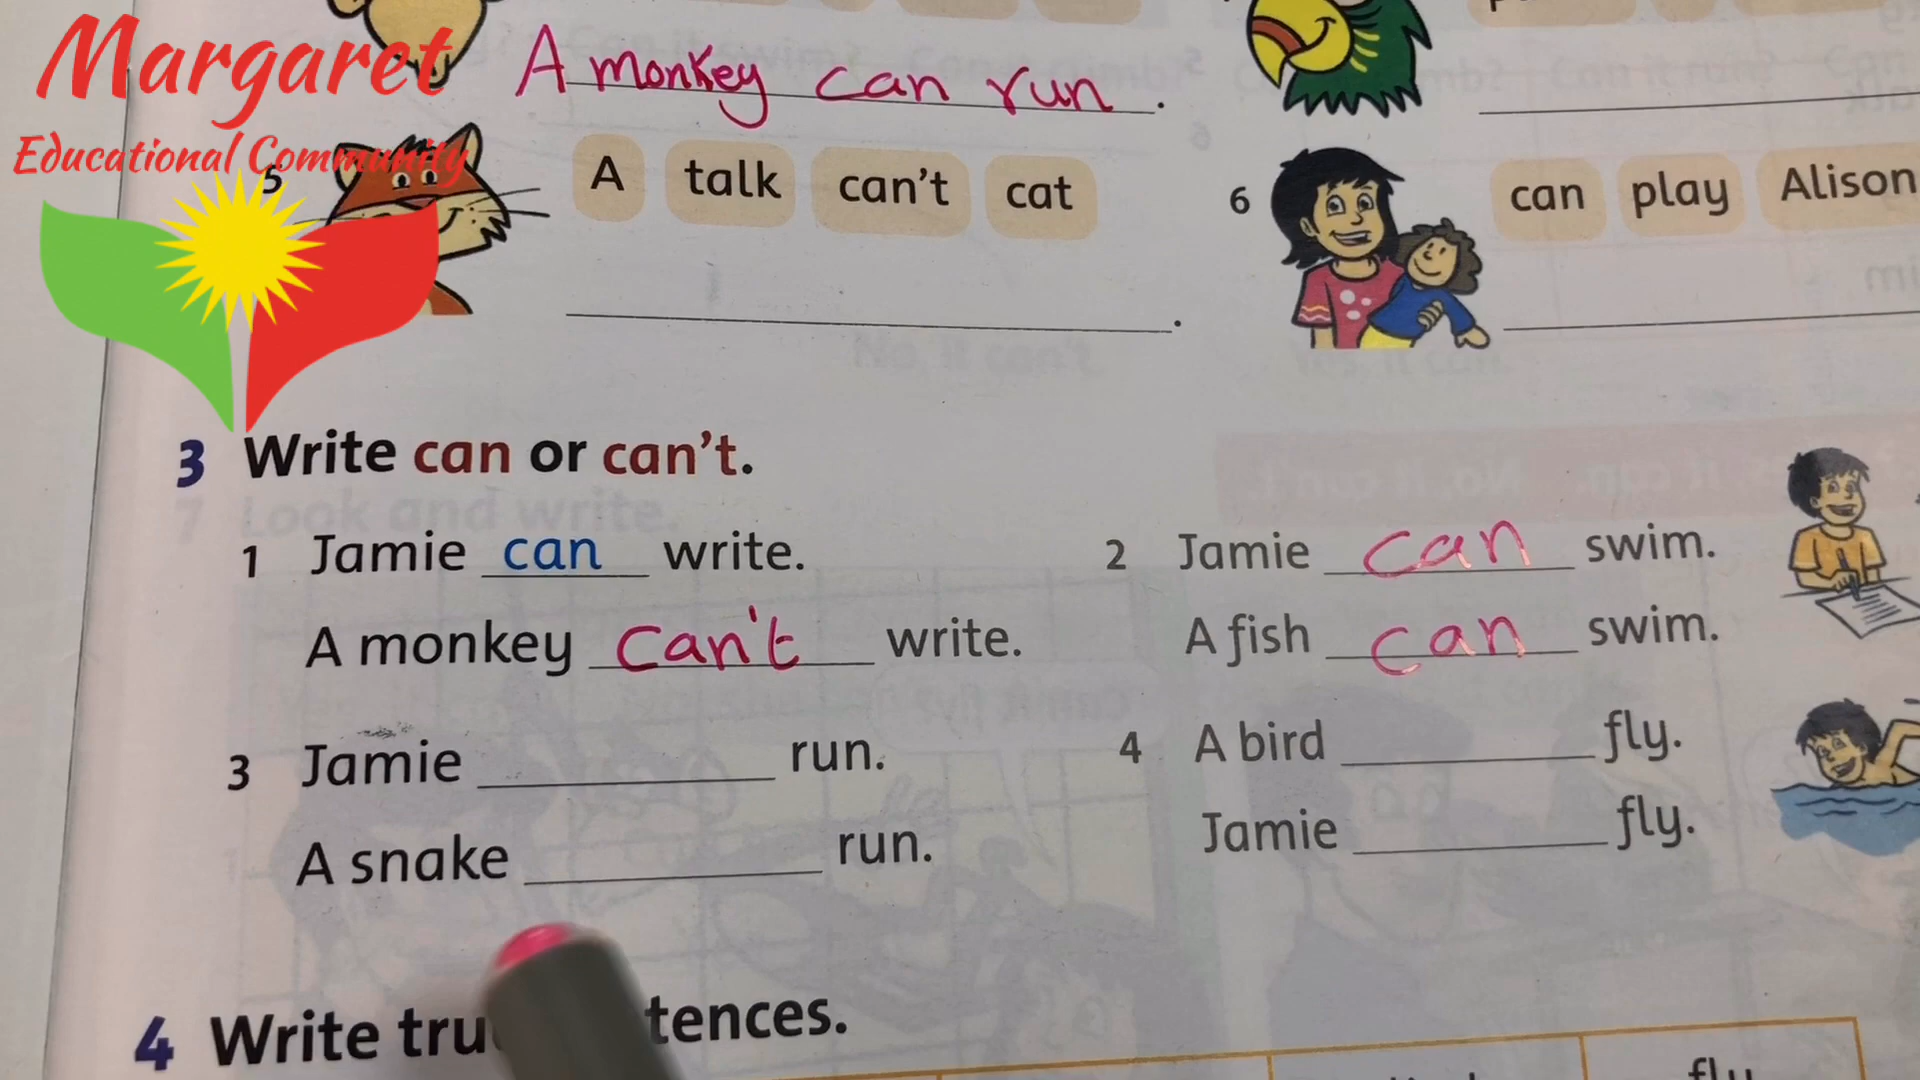 Margaret
Educational Community
A monkey can run.
5 A talk can't cat
6 can play Alison
3 Write can or can't.
1 Jamie can write.
A monkey can't write.
2 Jamie can swim.
A fish can swim.
3 Jamie run.
A snake run.
4 A bird fly.
Jamie fly.
4 Write tru tences.
fly